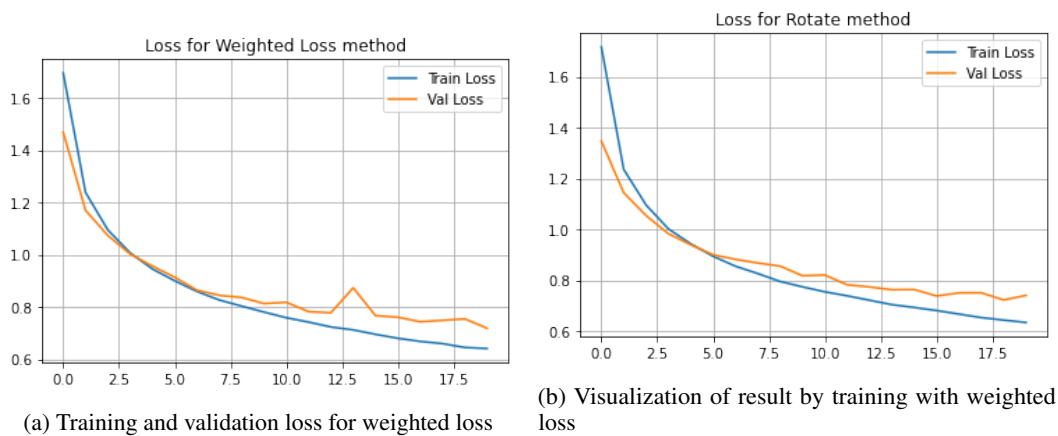 Loss for Weighted Loss method
Train Loss
Val Loss
1.6
1.4
1.2
1.0
0.8
0.6
0.0 2.5 5.0 7.5 10.0 12.5 15.0 17.5
(a) Training and validation loss for weighted loss
Loss for Rotate method
Train Loss
Val Loss
1.6
1.4
1.2
1.0
0.8
0.6
0.0 2.5 5.0 7.5 10.0 12.5 15.0 17.5
(b) Visualization of result by training with weighted
loss